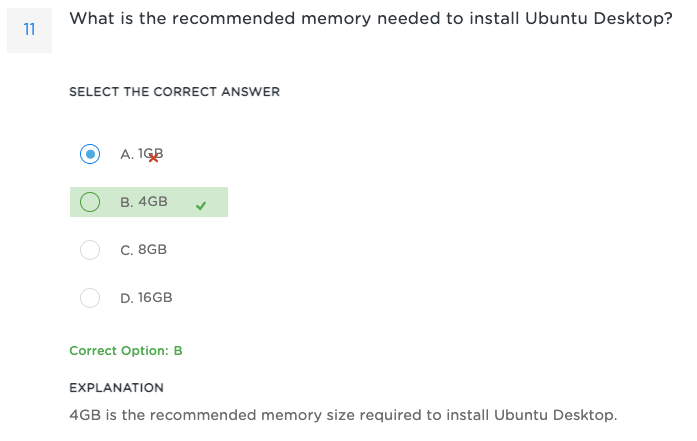 11
What is the recommended memory needed to install Ubuntu Desktop?
SELECT THE CORRECT ANSWER
A. 1GB
B. 4GB
C. 8GB
D. 16GB
Correct Option: B
EXPLANATION
4GB is the recommended memory size required to install Ubuntu Desktop.